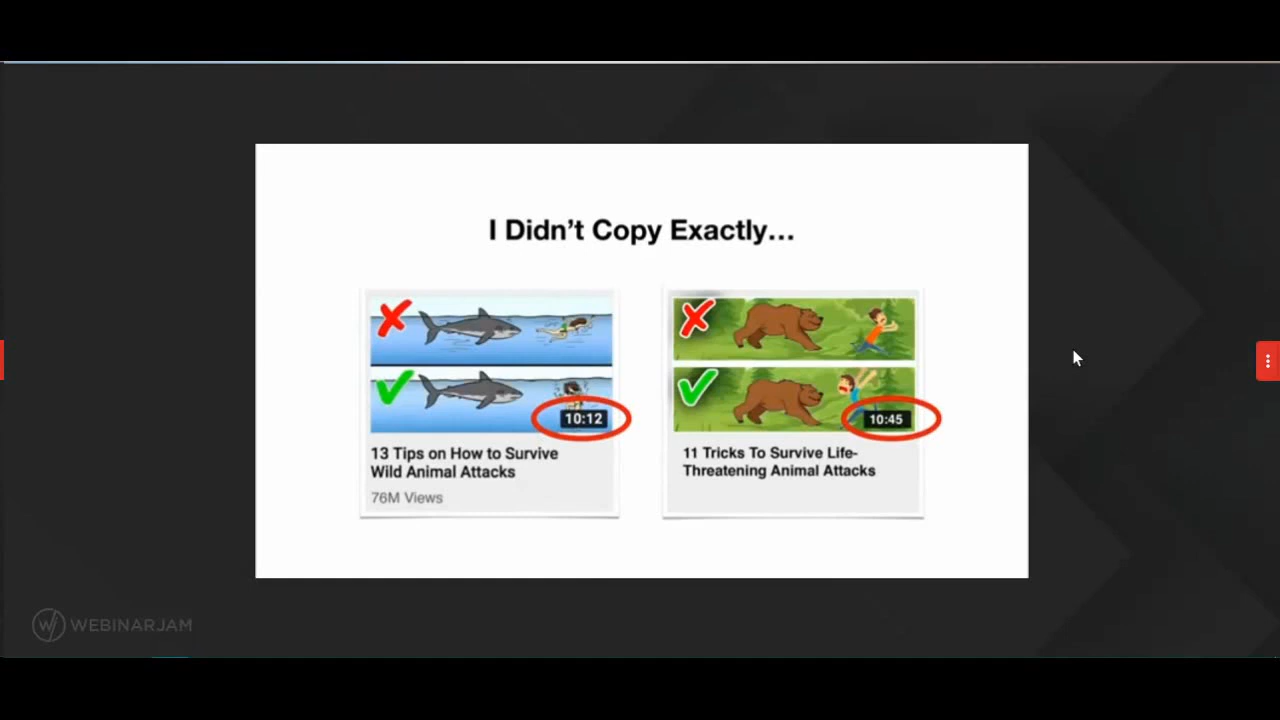 I Didn't Copy Exactly...
10:12
10:45
13 Tips on How to Survive
Wild Animal Attacks
76M Views
11 Tricks To Survive Life-
Threatening Animal Attacks
WEBINARJAM